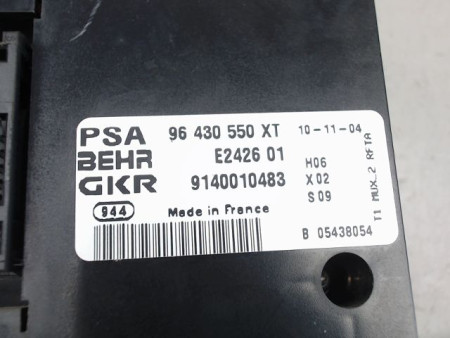 PSA 96 430 550 XT 10-11-04
BEHR E2426 01 H06
GKR 9140010483 X 02
S 09
944 Made in France
B 05438054
T1 MUX_2 RFTA